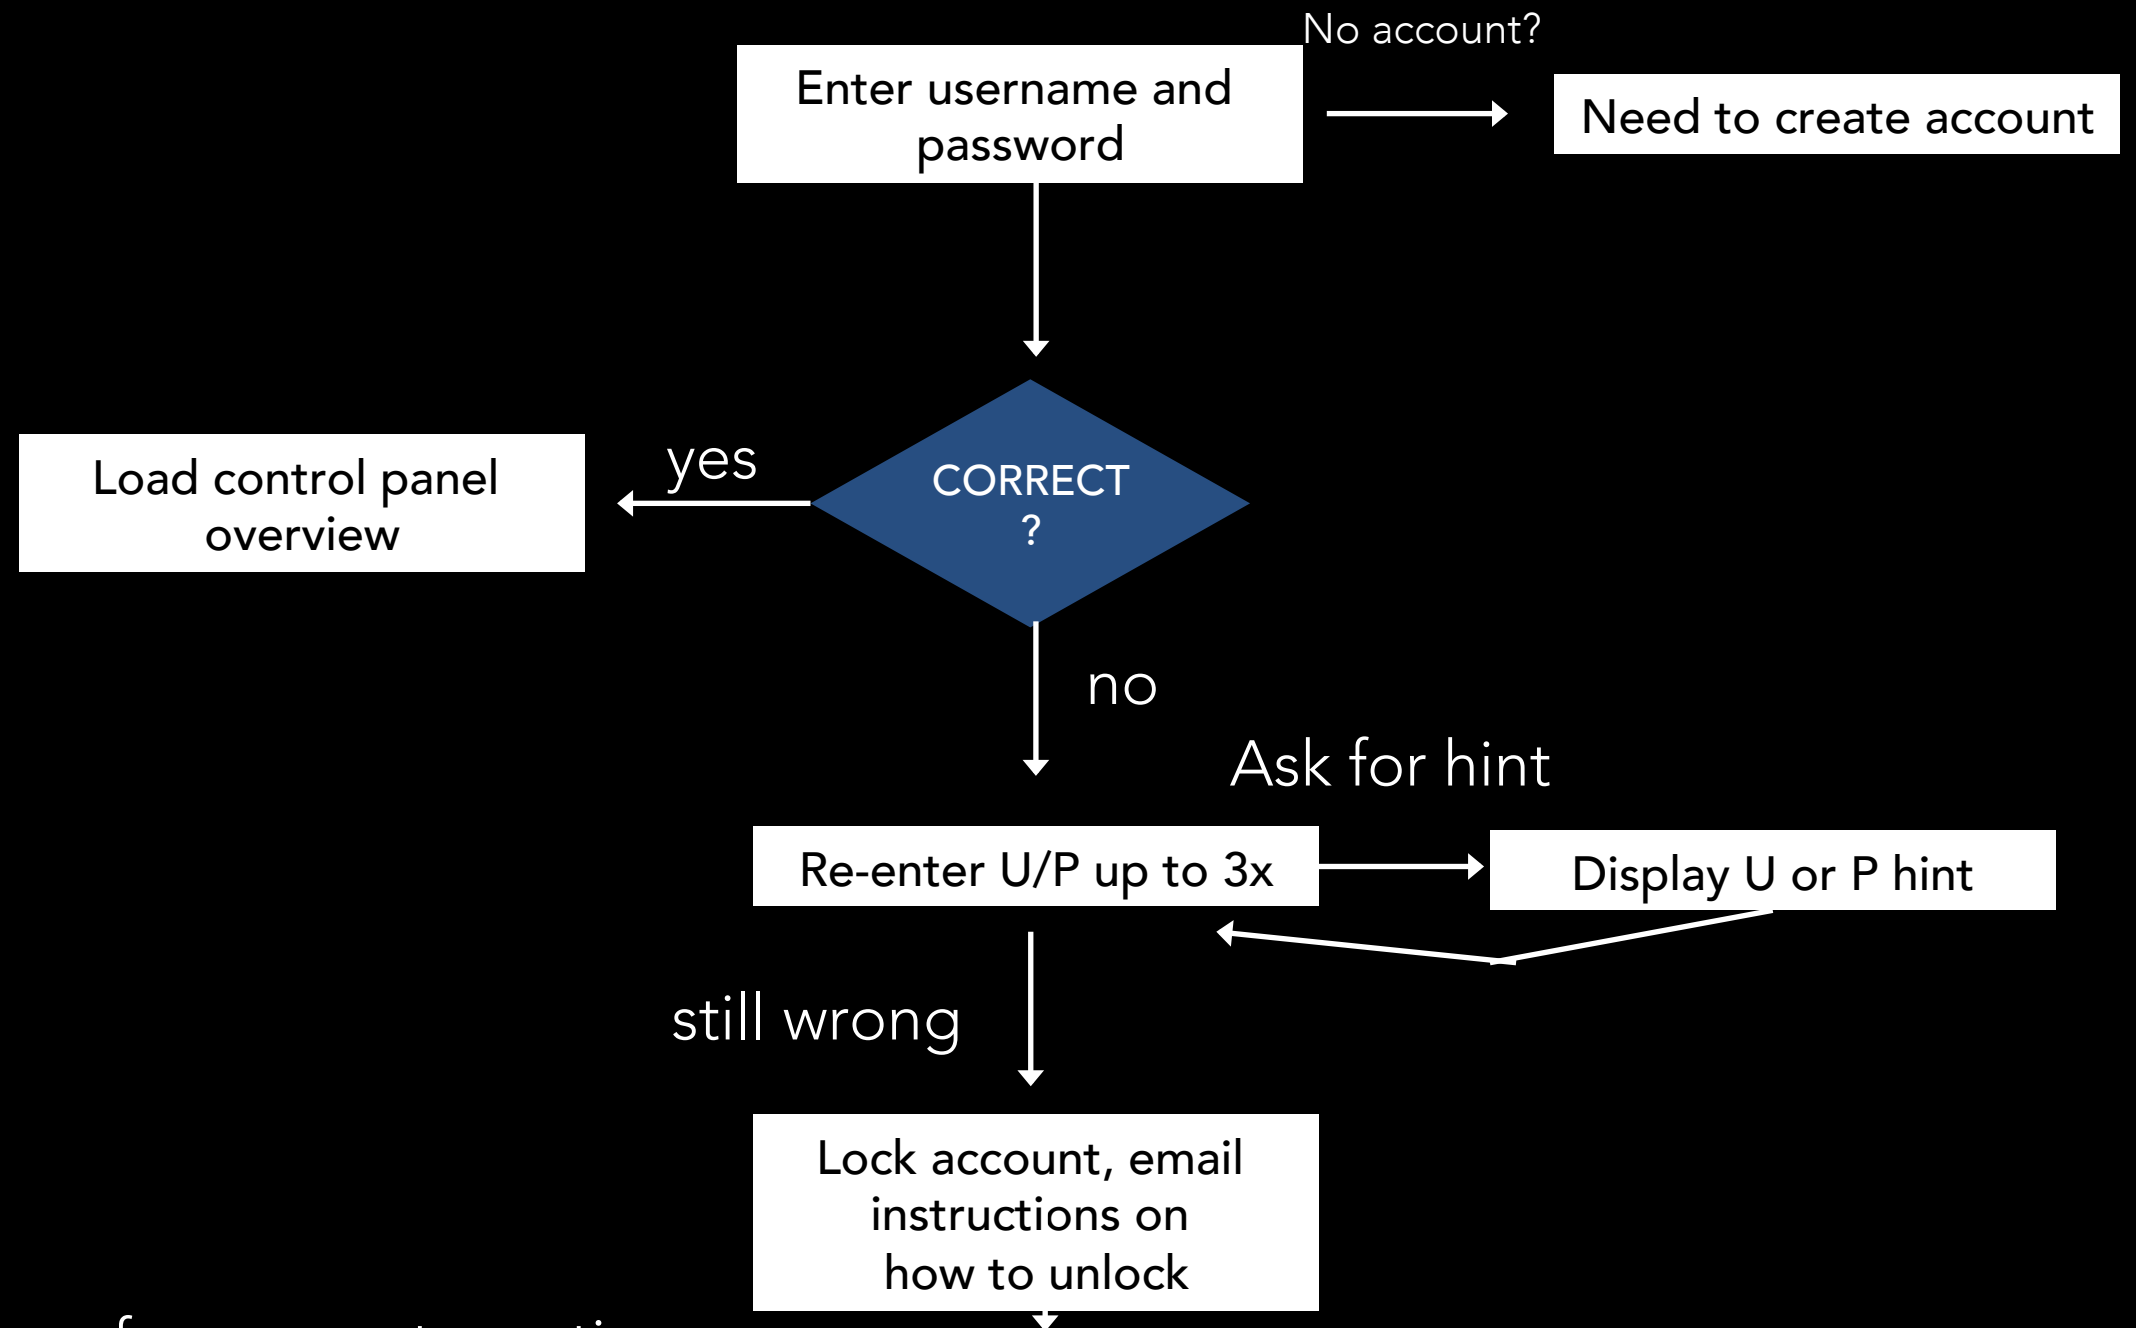 No account?
Enter username and
password
Need to create account
yes
Load control panel
overview
CORRECT
?
no
Ask for hint
Re-enter U/P up to 3x
Display U or P hint
still wrong
Lock account, email
instructions on
how to unlock